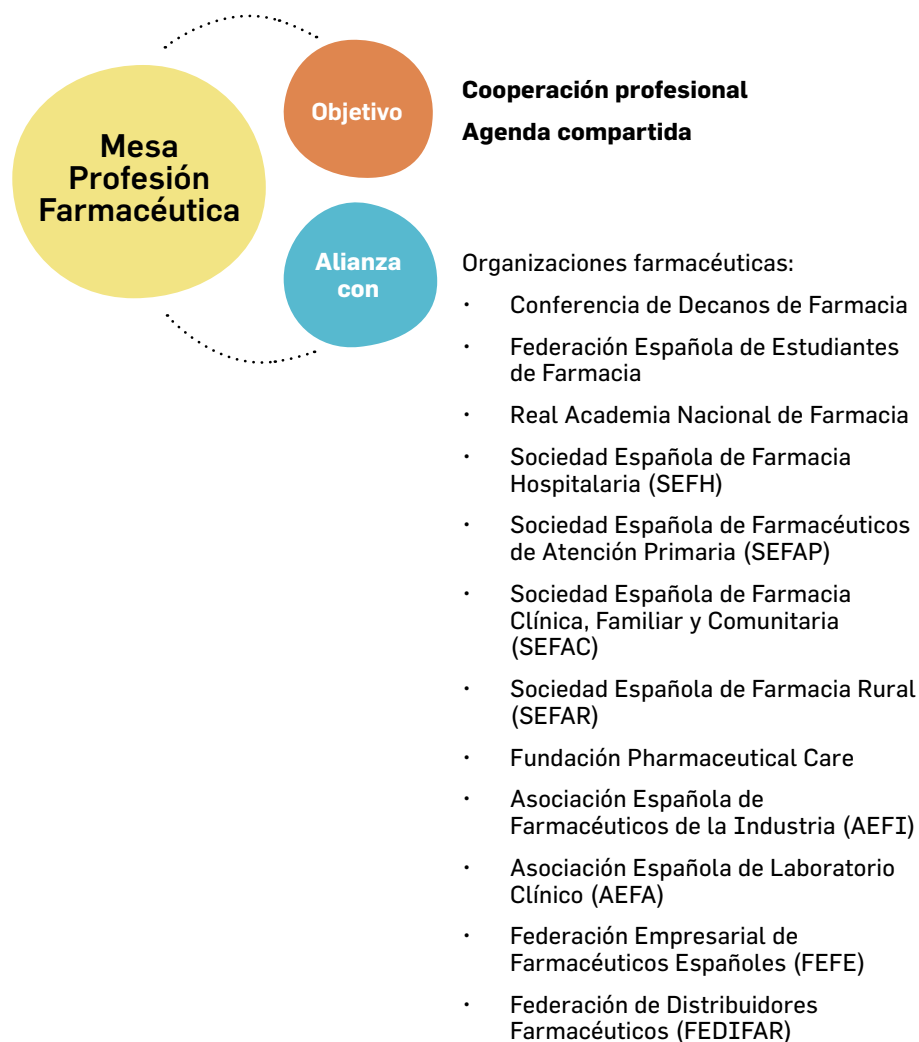 Mesa
Profesión
Farmacéutica
Objetivo
Cooperación profesional
Agenda compartida
Alianza
con
Organizaciones farmacéuticas:
· Conferencia de Decanos de Farmacia
· Federación Española de Estudiantes
de Farmacia
· Real Academia Nacional de Farmacia
· Sociedad Española de Farmacia
Hospitalaria (SEFH)
· Sociedad Española de Farmacéuticos
de Atención Primaria (SEFAP)
· Sociedad Española de Farmacia
Clínica, Familiar y Comunitaria
(SEFAC)
· Sociedad Española de Farmacia Rural
(SEFAR)
· Fundación Pharmaceutical Care
· Asociación Española de
Farmacéuticos de la Industria (AEFI)
· Asociación Española de Laboratorio
Clínico (AEFA)
· Federación Empresarial de
Farmacéuticos Españoles (FEFE)
· Federación de Distribuidores
Farmacéuticos (FEDIFAR)